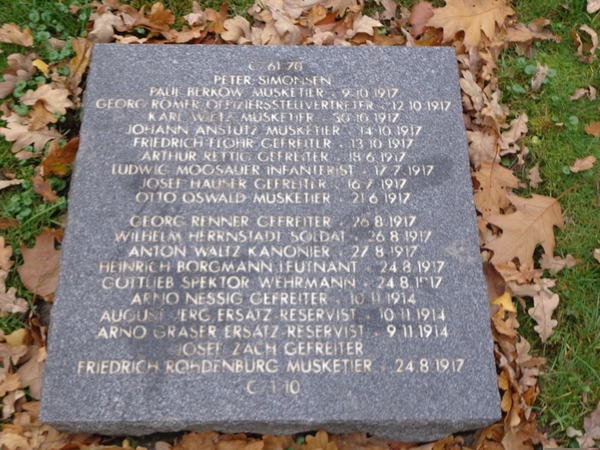 C 61 70
PETER SIMONSEN
PAUL BERKOW MUSKETIER · 9·10·1917
GEORG RÖMER OFFIZIERSSTELLVERTRETER · 12·10·1917
KARL WIETZ MUSKETIER · 30·10·1917
JOHANN ANSTUTZ MUSKETIER · 14·10·1917
FRIEDRICH FLOHR GEFREITER · 13·10·1917
ARTHUR RETTIG GEFREITER · 18·6·1917
LUDWIG MOOSAUER INFANTERIST · 17·7·1917
JOSEF HAUSER GEFREITER · 16·7·1917
OTTO OSWALD MUSKETIER · 21·6·1917
GEORG RENNER GEFREITER · 26·8·1917
WILHELM HERRNSTADT SOLDAT · 26·8·1917
ANTON WALTZ KANONIER · 27·8·1917
HEINRICH BORGMANN LEUTNANT · 24·8·1917
GOTTLIEB SPEKTOR WEHRMANN · 24·8·1917
ARNO NESSIG GEFREITER · 10·11·1914
AUGUST JERG ERSATZ-RESERVIST · 10·11·1914
ARNO GRASER ERSATZ-RESERVIST · 9·11·1914
JOSEF ZACH GEFREITER
FRIEDRICH ROHDENBURG MUSKETIER · 24·8·1917
C 1·10